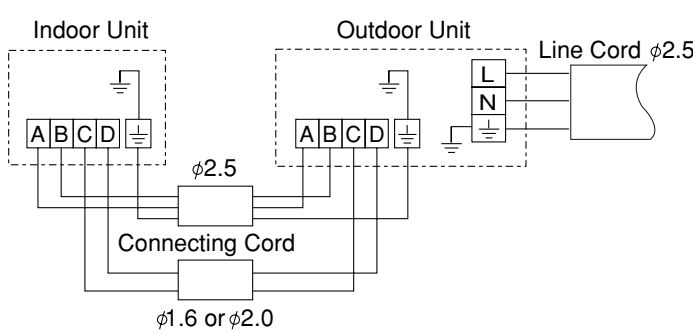 Indoor Unit
Outdoor Unit
Line Cord ϕ2.5
L
N
A B C D
A B C D
ϕ2.5
Connecting Cord
ϕ1.6 or ϕ2.0